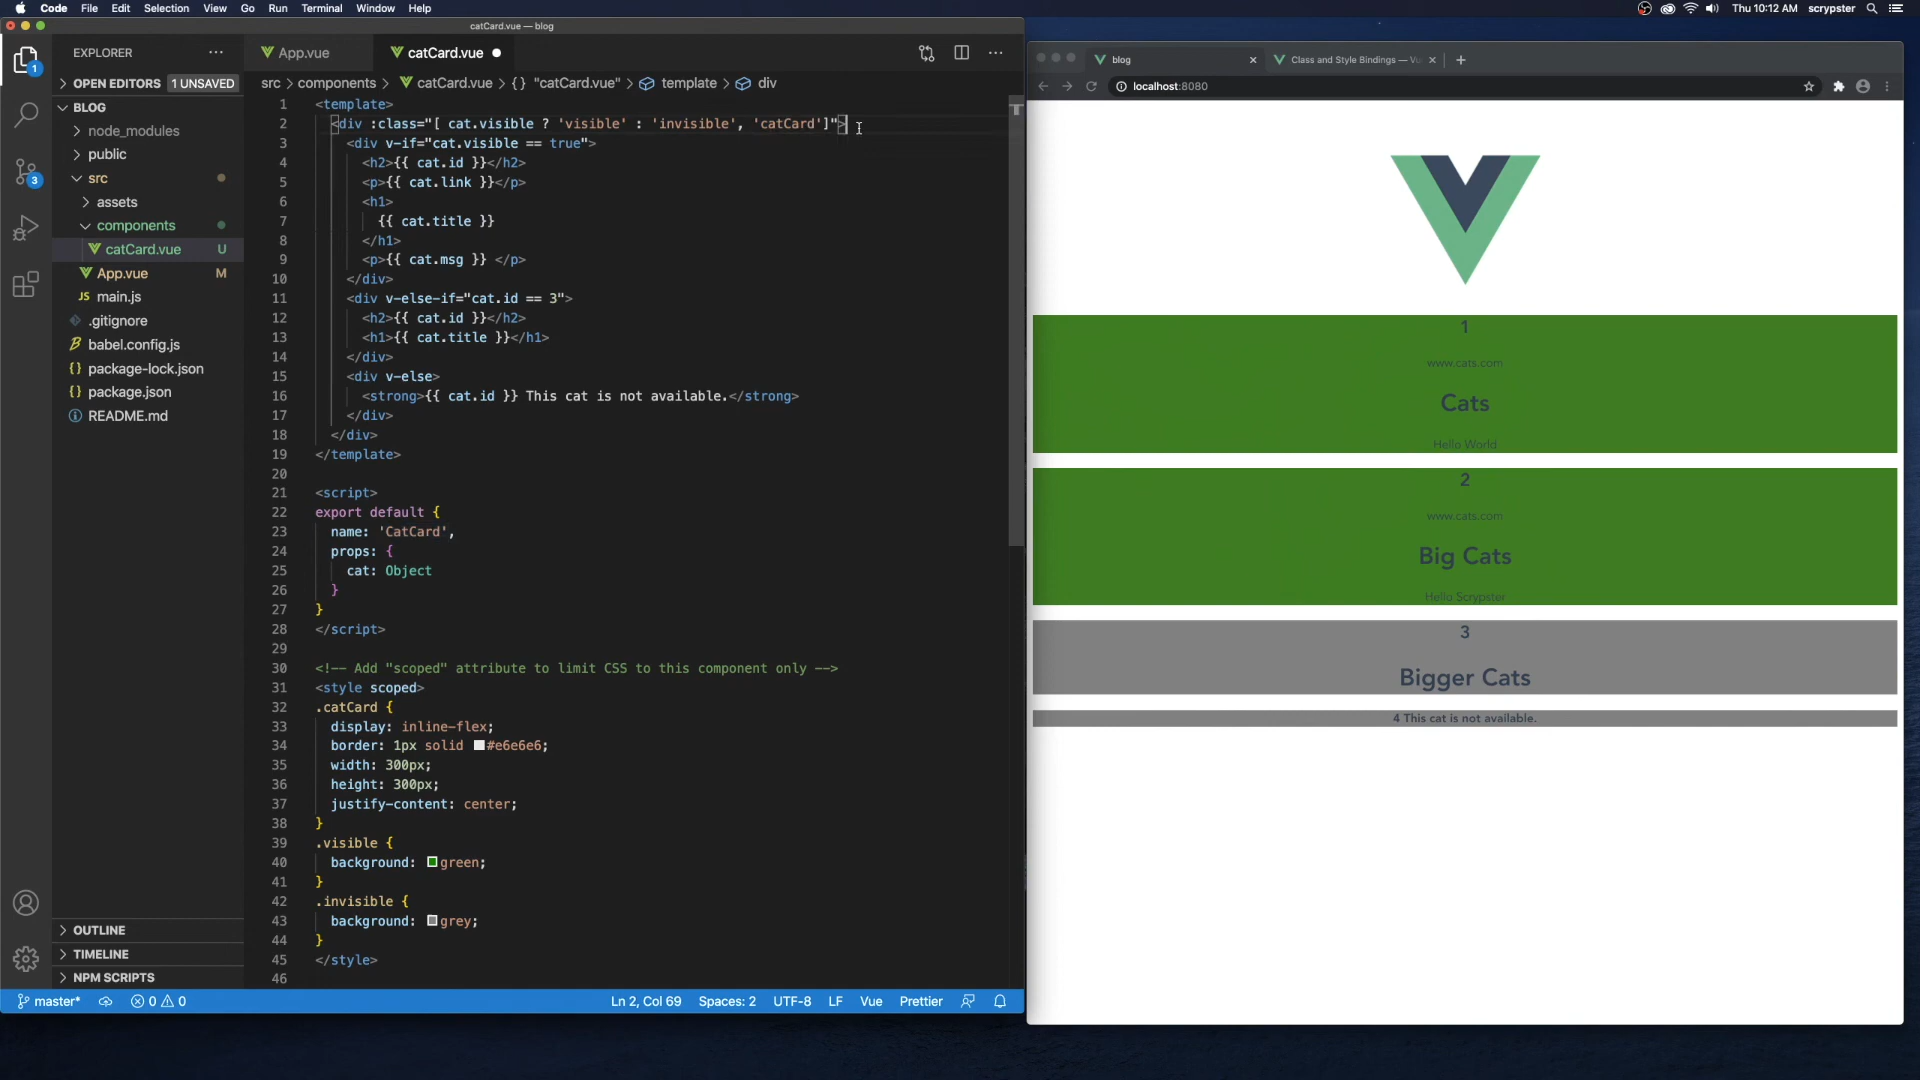 Code File Edit Selection View Go Run Terminal Window Help
Thu 10:12 AM scrypster
catCard.vue — blog
EXPLORER
OPEN EDITORS 1 UNSAVED
BLOG
node_modules
public
src
assets
components
catCard.vue U
App.vue M
JS main.js
.gitignore
babel.config.js
package-lock.json
package.json
README.md
OUTLINE
TIMELINE
NPM SCRIPTS
1
3
App.vue
catCard.vue
src > components > catCard.vue > {} "catCard.vue" > template > div
1 <template>
2 <div :class="[ cat.visible ? 'visible' : 'invisible', 'catCard']">
3 <div v-if="cat.visible == true">
4 <h2>{{ cat.id }}</h2>
5 <p>{{ cat.link }}</p>
6 <h1>
7 {{ cat.title }}
8 </h1>
9 <p>{{ cat.msg }} </p>
10 </div>
11 <div v-else-if="cat.id == 3">
12 <h2>{{ cat.id }}</h2>
13 <h1>{{ cat.title }}</h1>
14 </div>
15 <div v-else>
16 <strong>{{ cat.id }} This cat is not available.</strong>
17 </div>
18 </div>
19 </template>
20
21 <script>
22 export default {
23 name: 'CatCard',
24 props: {
25 cat: Object
26 }
27 }
28 </script>
29
30 <!-- Add "scoped" attribute to limit CSS to this component only -->
31 <style scoped>
32 .catCard {
33 display: inline-flex;
34 border: 1px solid #e6e6e6;
35 width: 300px;
36 height: 300px;
37 justify-content: center;
38 }
39 .visible {
40 background: green;
41 }
42 .invisible {
43 background: grey;
44 }
45 </style>
46
master* 0 0 Ln 2, Col 69 Spaces: 2 UTF-8 LF Vue Prettier
blog
Class and Style Bindings — Vu
localhost:8080
1
www.cats.com
Cats
Hello World
2
www.cats.com
Big Cats
Hello Scrypster
3
Bigger Cats
4 This cat is not available.